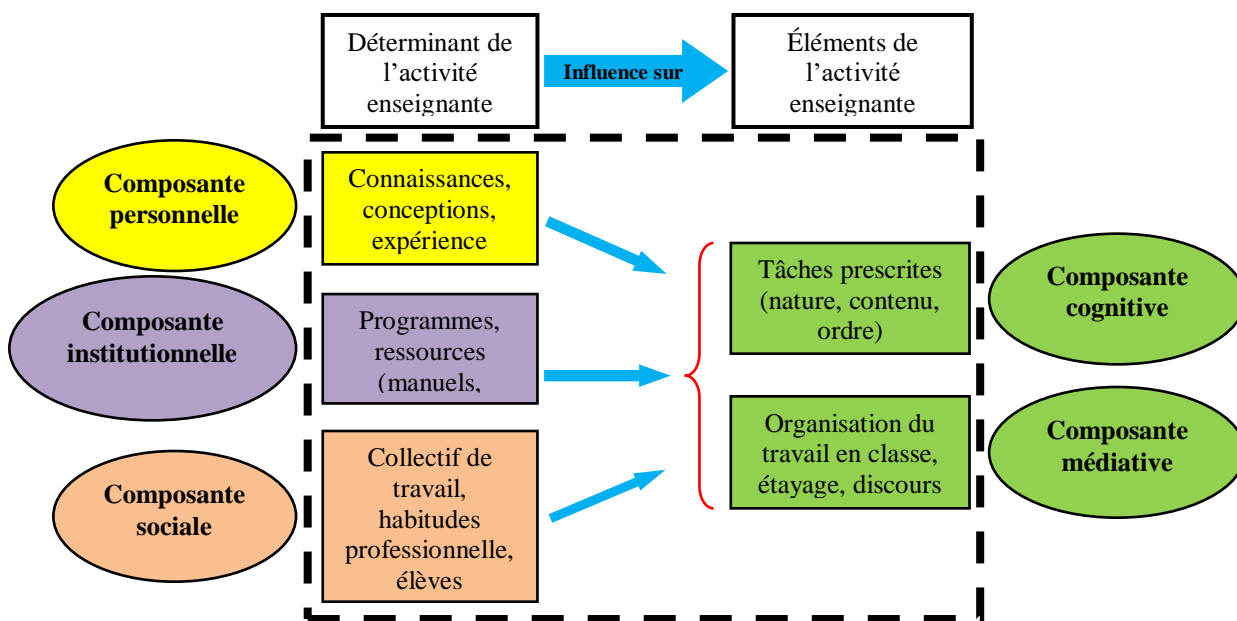 Déterminant de
l’activité
enseignante
Influence sur
Éléments de
l’activité
enseignante
Composante
personnelle
Connaissances,
conceptions,
expérience
Composante
institutionnelle
Programmes,
ressources
(manuels,
Composante
sociale
Collectif de
travail,
habitudes
professionnelle,
élèves
Tâches prescrites
(nature, contenu,
ordre)
Composante
cognitive
Organisation du
travail en classe,
étayage, discours
Composante
médiative